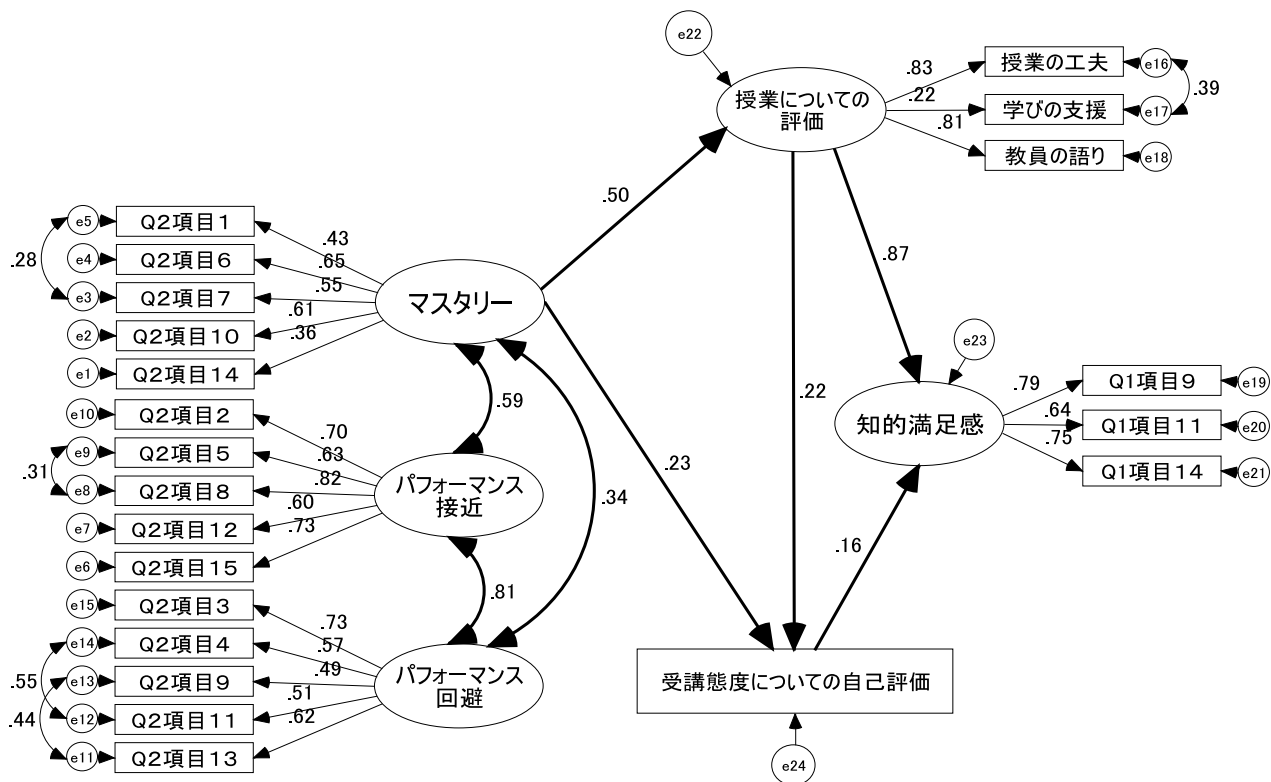 e22
授業についての
評価
.83
.22
.81
授業の工夫
学びの支援
教員の語り
e16
e17
e18
.39
.50
.87
.22
.23
e5
e4
e3
e2
e1
.28
Q2項目1
Q2項目6
Q2項目7
Q2項目10
Q2項目14
.43
.65
.55
.61
.36
マスタリー
.59
.34
e10
e9
e8
e7
e6
.31
Q2項目2
Q2項目5
Q2項目8
Q2項目12
Q2項目15
.70
.63
.82
.60
.73
パフォーマンス
接近
.81
e15
e14
e13
e12
e11
.55
.44
Q2項目3
Q2項目4
Q2項目9
Q2項目11
Q2項目13
.73
.57
.49
.51
.62
パフォーマンス
回避
e23
知的満足感
.79
.64
.75
Q1項目9
Q1項目11
Q1項目14
e19
e20
e21
.16
受講態度についての自己評価
e24